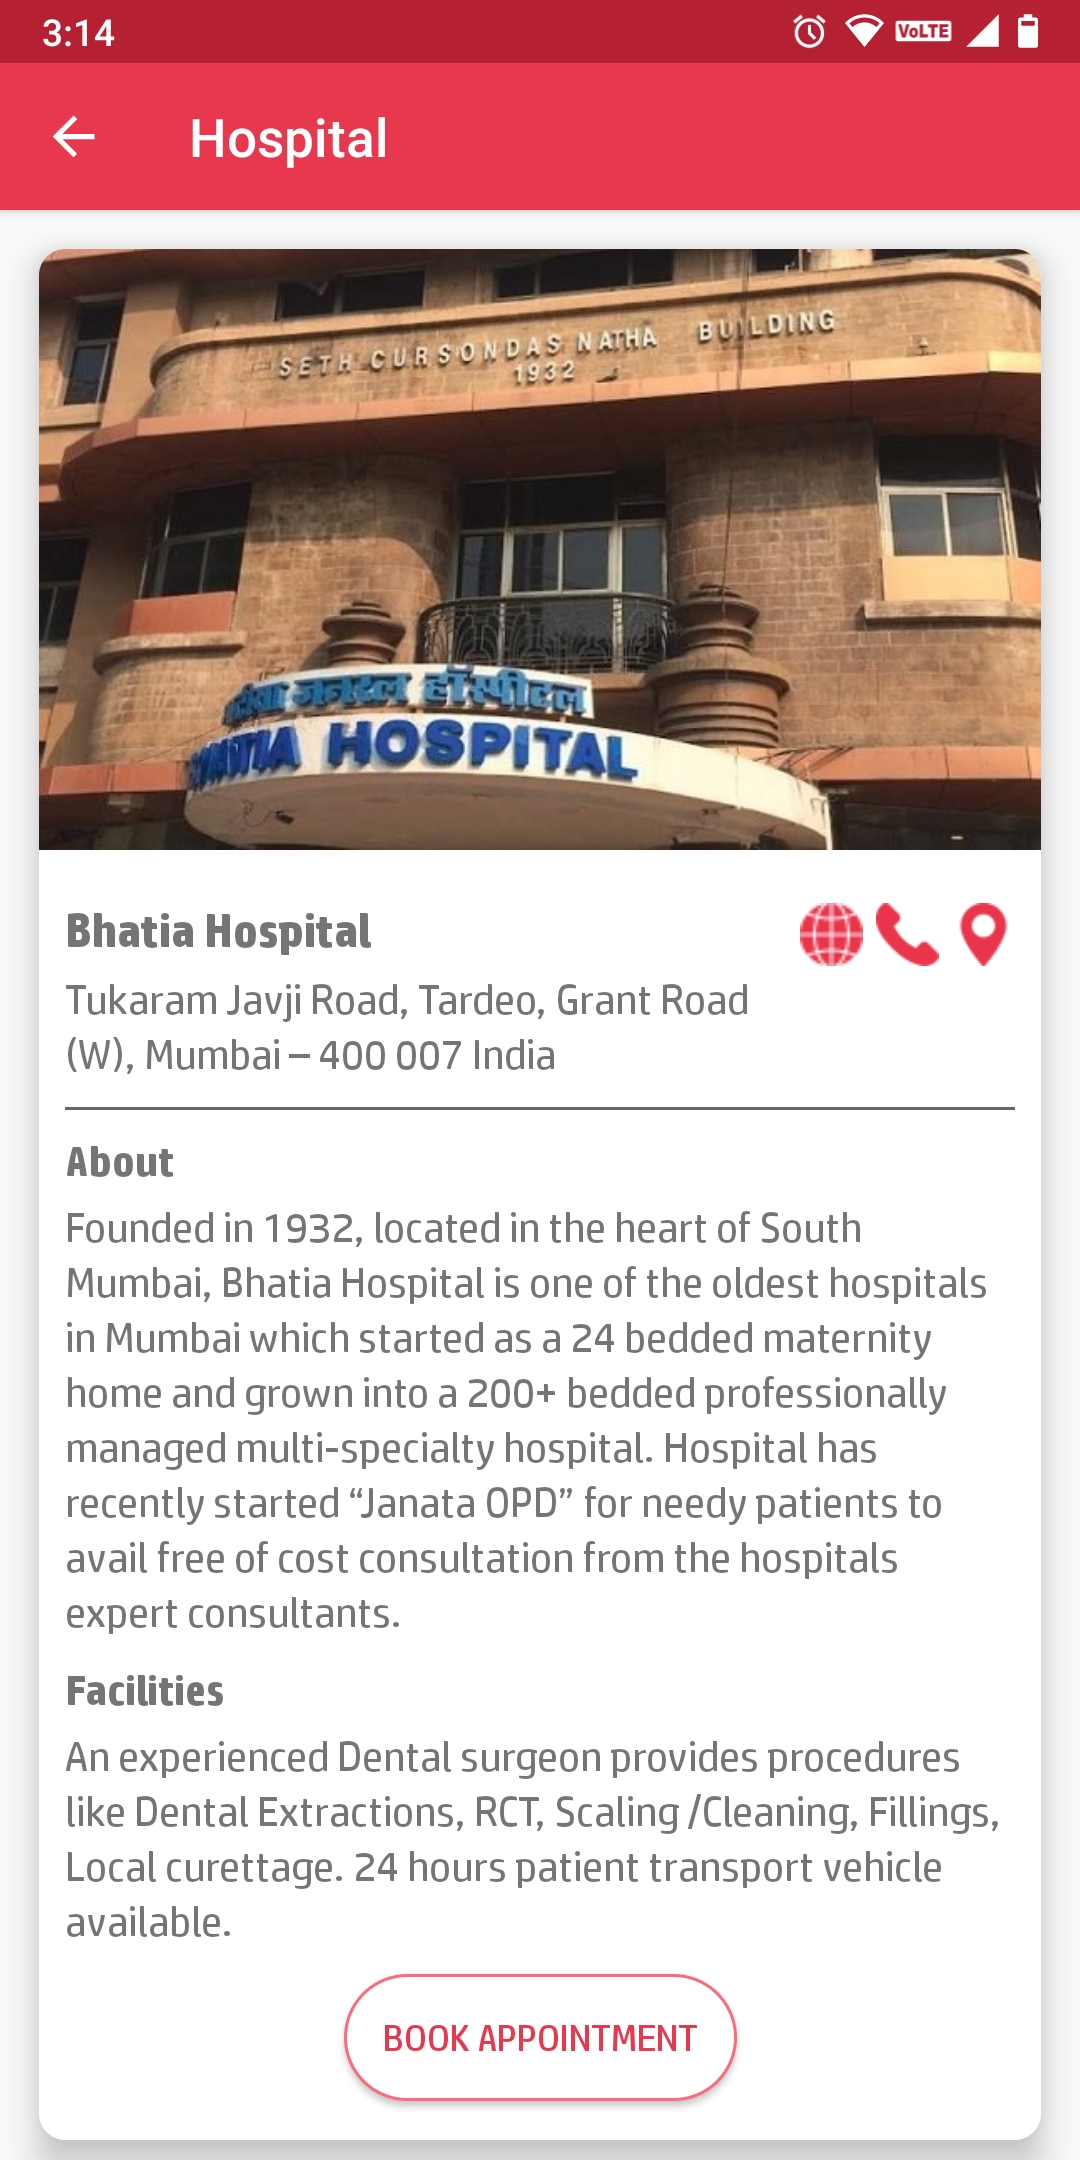 3:14
VoLTE
Hospital
SETH CURSONDAS NATHA BUILDING
1932
जनरल हॉस्पीटल
HOSPITAL
Bhatia Hospital
Tukaram Javji Road, Tardeo, Grant Road
(W), Mumbai – 400 007 India
About
Founded in 1932, located in the heart of South
Mumbai, Bhatia Hospital is one of the oldest hospitals
in Mumbai which started as a 24 bedded maternity
home and grown into a 200+ bedded professionally
managed multi-specialty hospital. Hospital has
recently started “Janata OPD” for needy patients to
avail free of cost consultation from the hospitals
expert consultants.
Facilities
An experienced Dental surgeon provides procedures
like Dental Extractions, RCT, Scaling /Cleaning, Fillings,
Local curettage. 24 hours patient transport vehicle
available.
BOOK APPOINTMENT